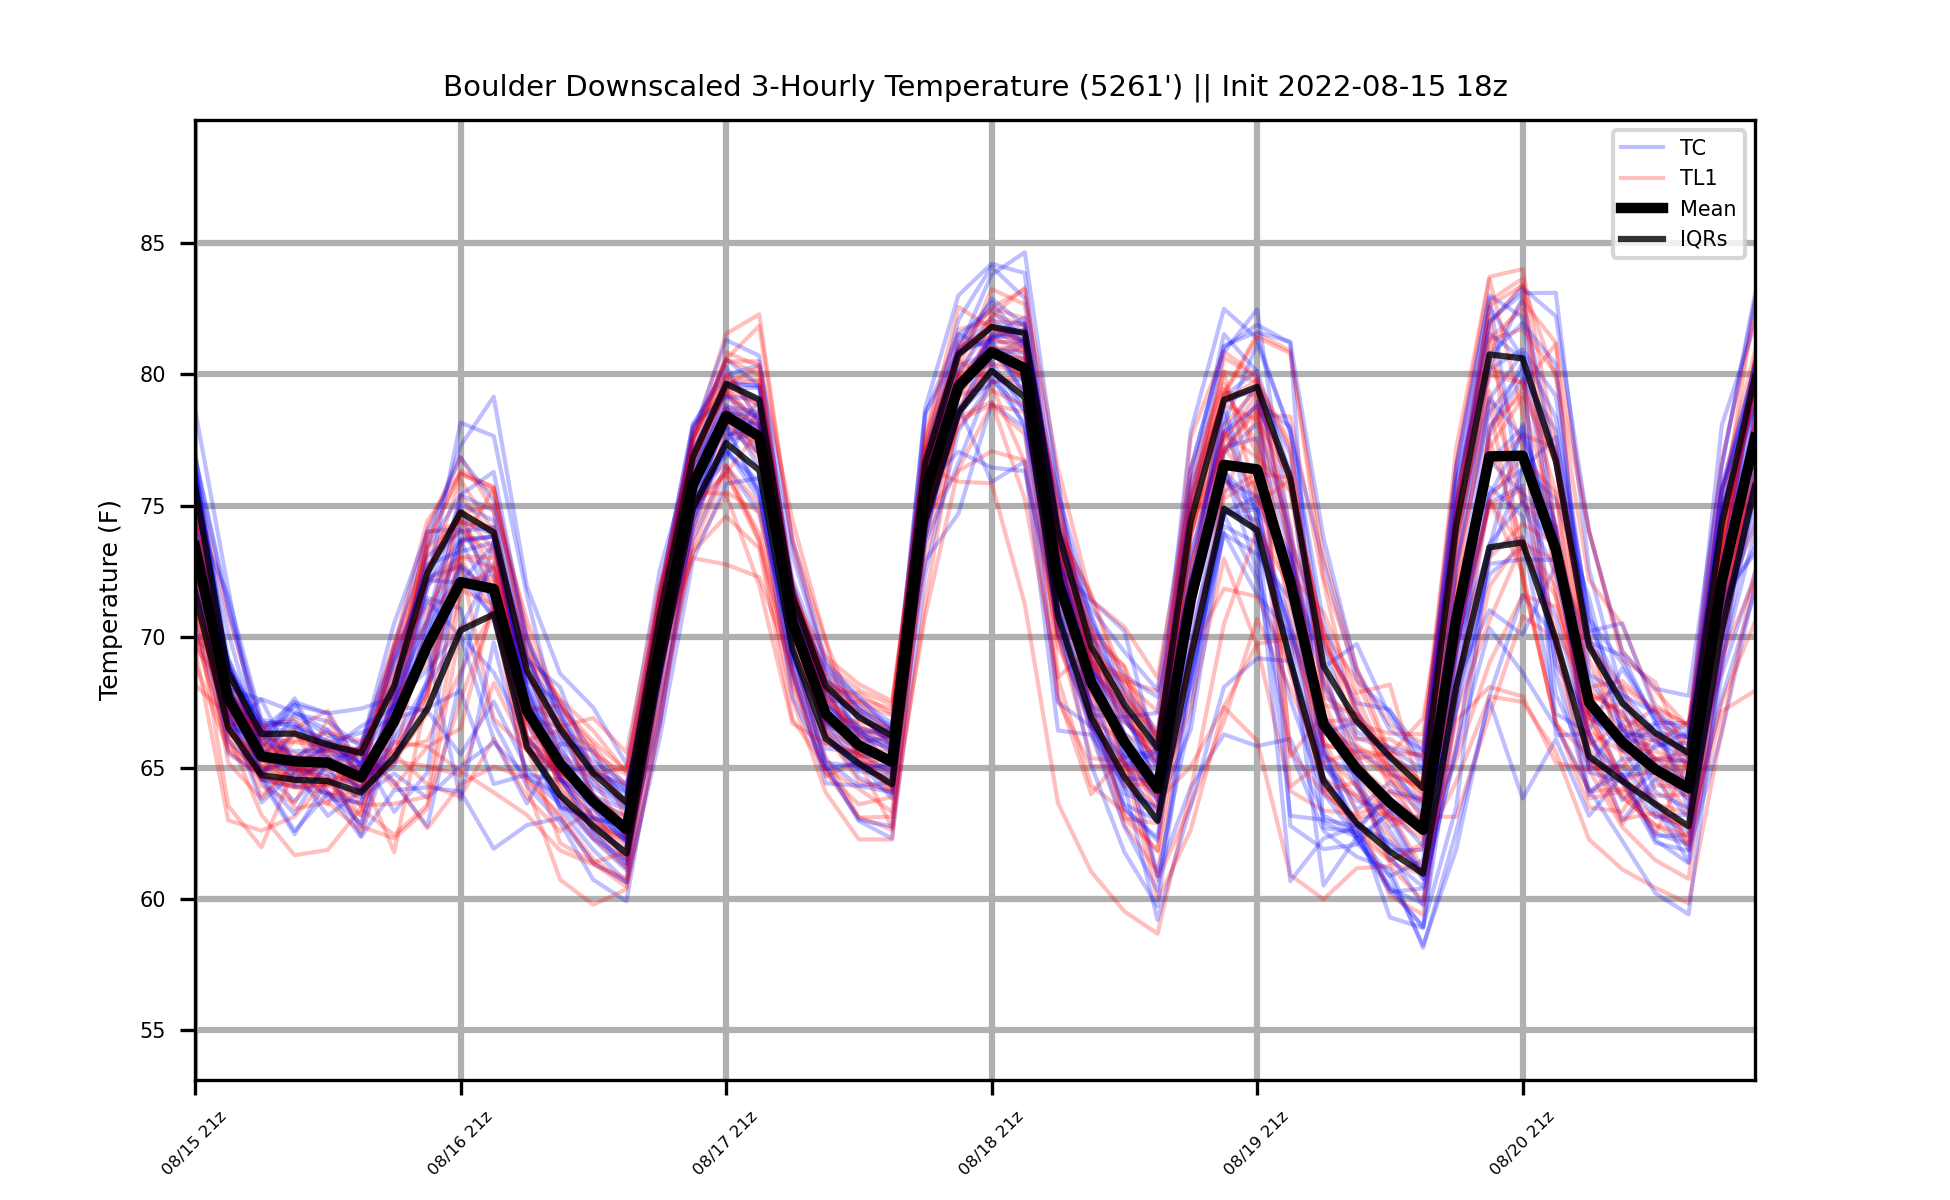 Boulder Downscaled 3-Hourly Temperature (5261') || Init 2022-08-15 18z
TC
TL1
Mean
IQRs
Temperature (F)
85
80
75
70
65
60
55
08/15 21z
08/16 21z
08/17 21z
08/18 21z
08/19 21z
08/20 21z